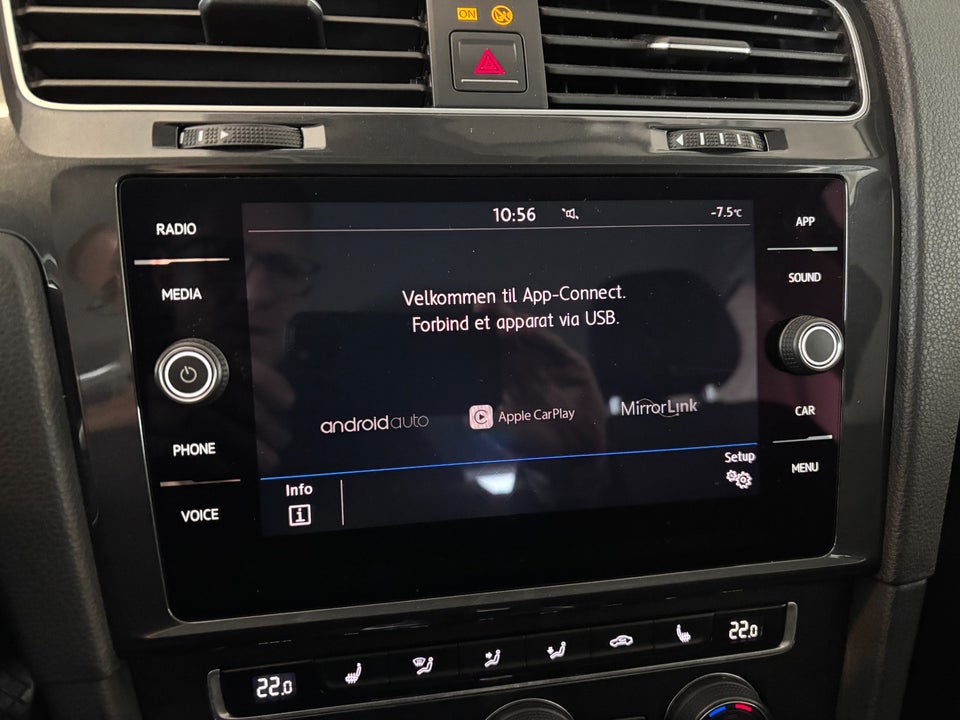 ON
RADIO
MEDIA
PHONE
VOICE
10:56
-7.5°C
Velkommen til App-Connect.
Forbind et apparat via USB.
androidauto
Apple CarPlay
MirrorLink
Info
i
Setup
APP
SOUND
CAR
MENU
22.0
22.0